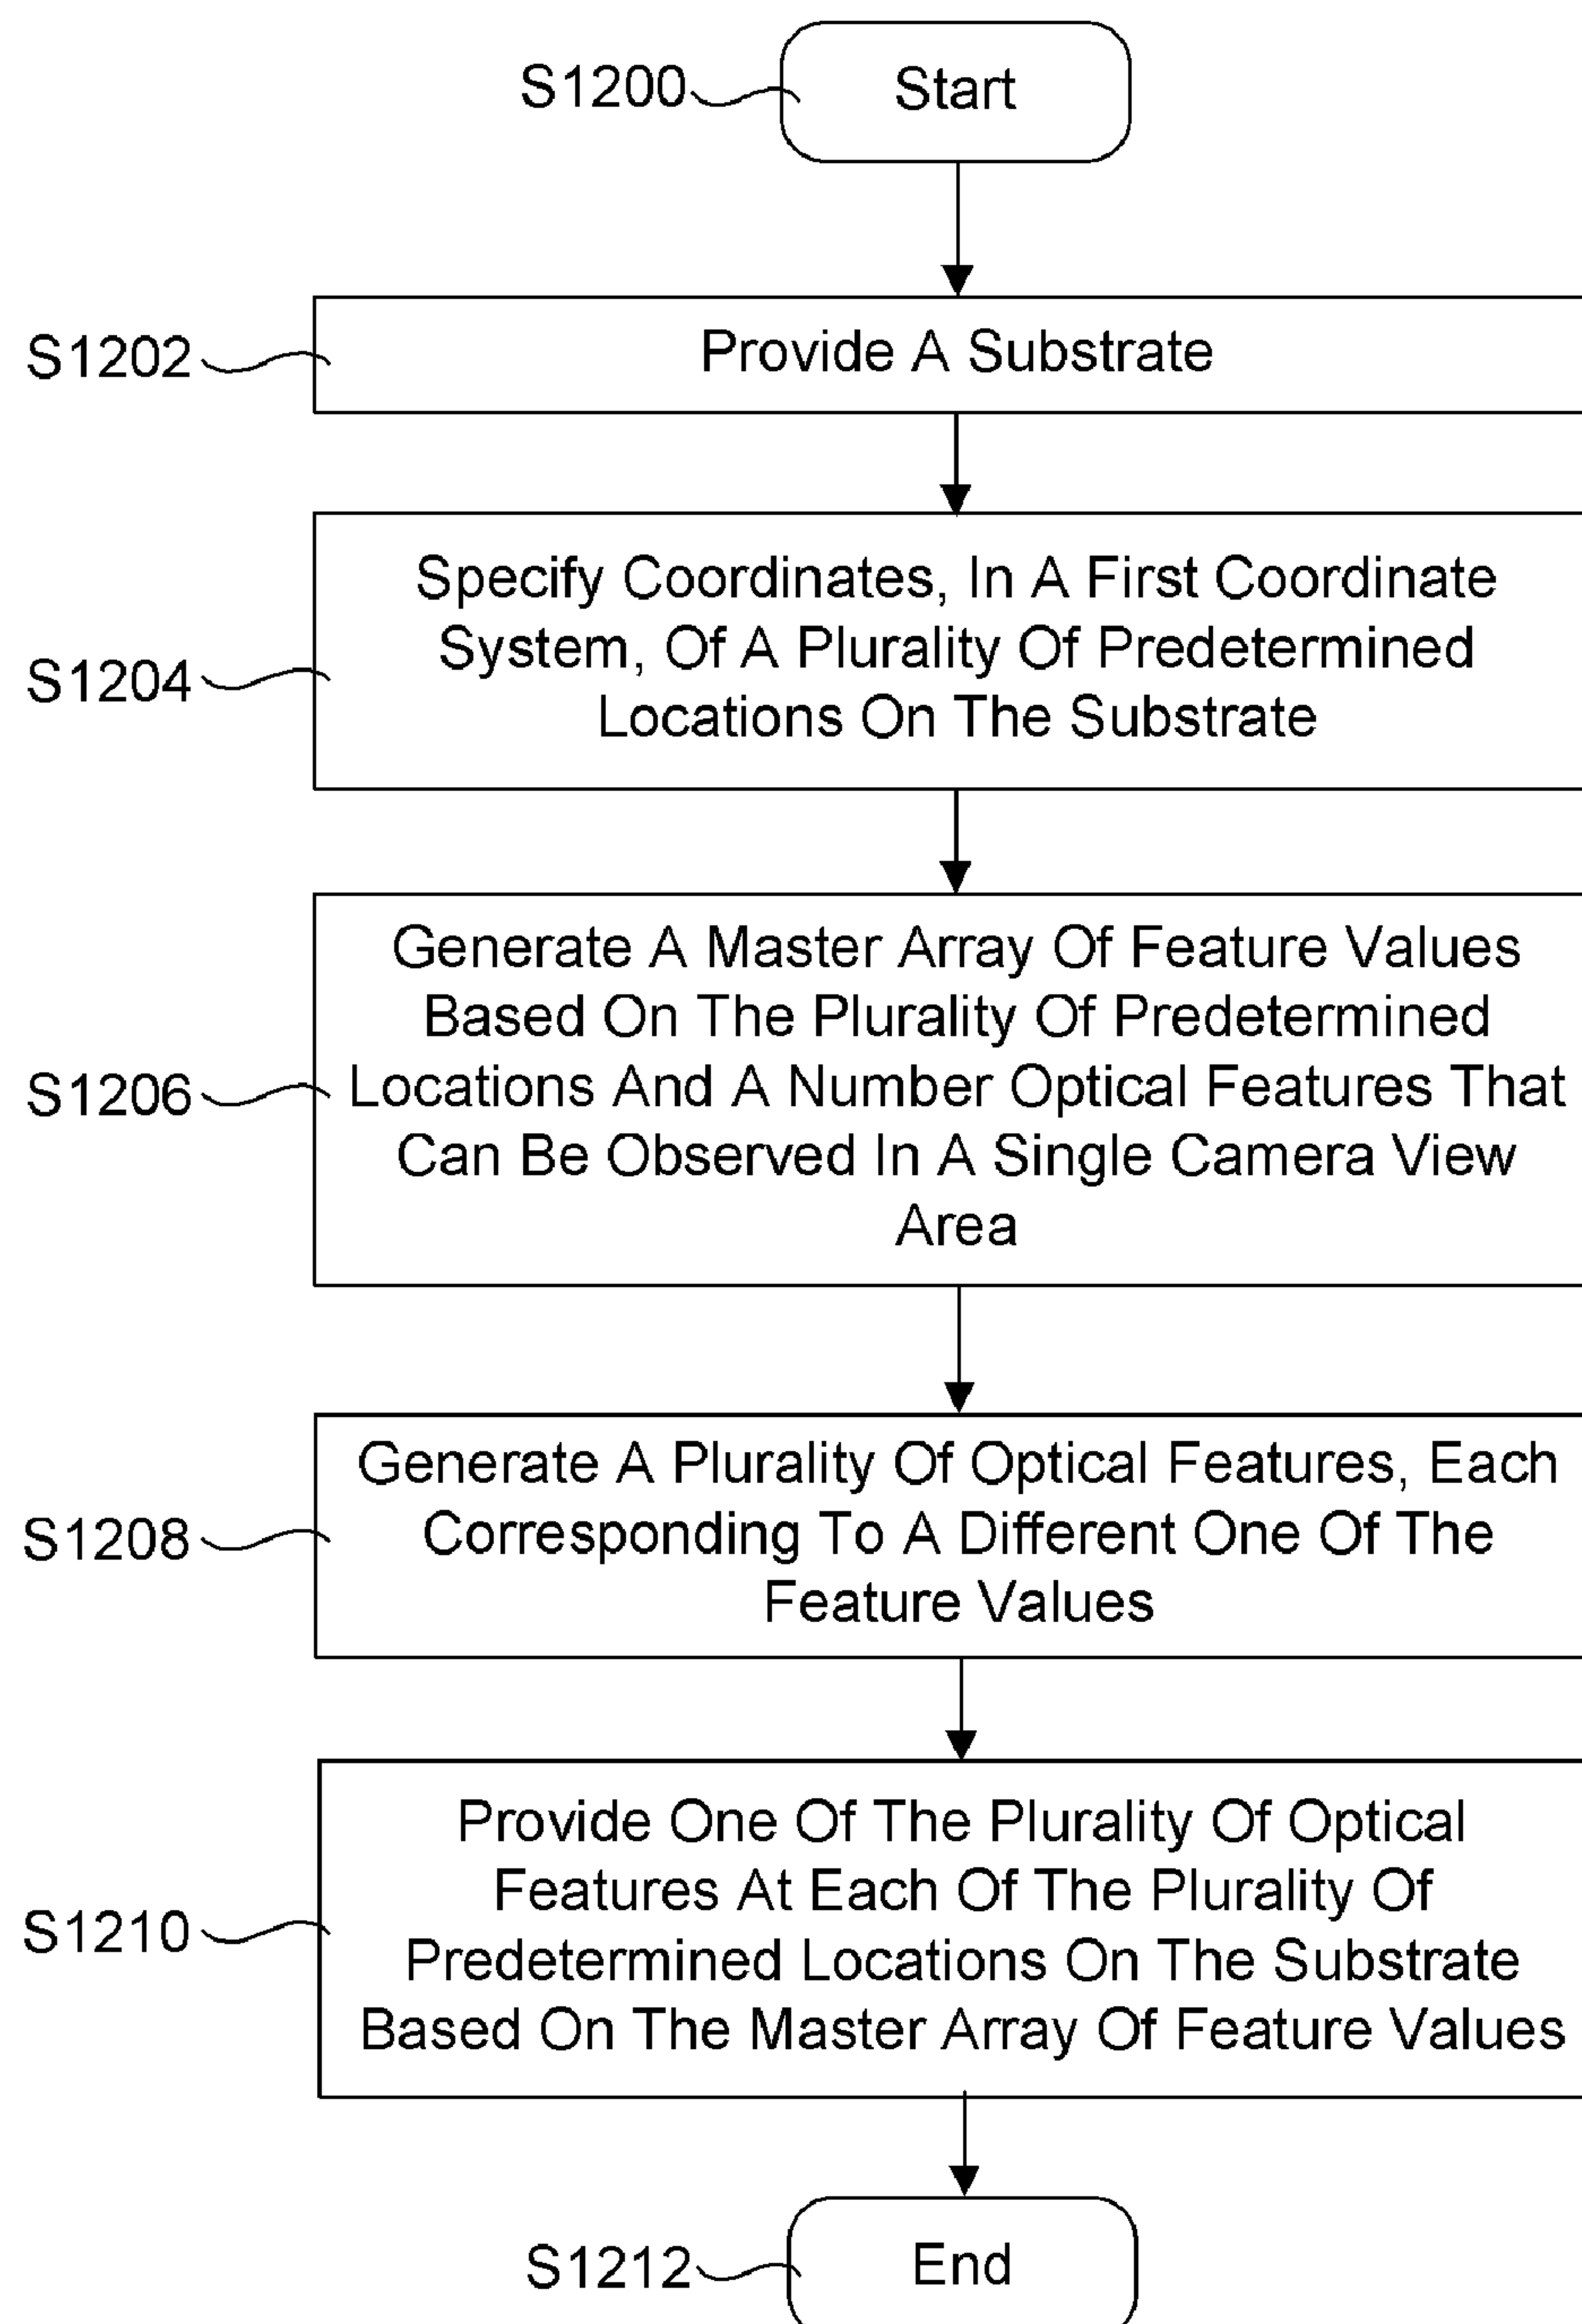 S1200
Start
S1202
Provide A Substrate
S1204
Specify Coordinates, In A First Coordinate
System, Of A Plurality Of Predetermined
Locations On The Substrate
S1206
Generate A Master Array Of Feature Values
Based On The Plurality Of Predetermined
Locations And A Number Optical Features That
Can Be Observed In A Single Camera View
Area
S1208
Generate A Plurality Of Optical Features, Each
Corresponding To A Different One Of The
Feature Values
S1210
Provide One Of The Plurality Of Optical
Features At Each Of The Plurality Of
Predetermined Locations On The Substrate
Based On The Master Array Of Feature Values
S1212
End